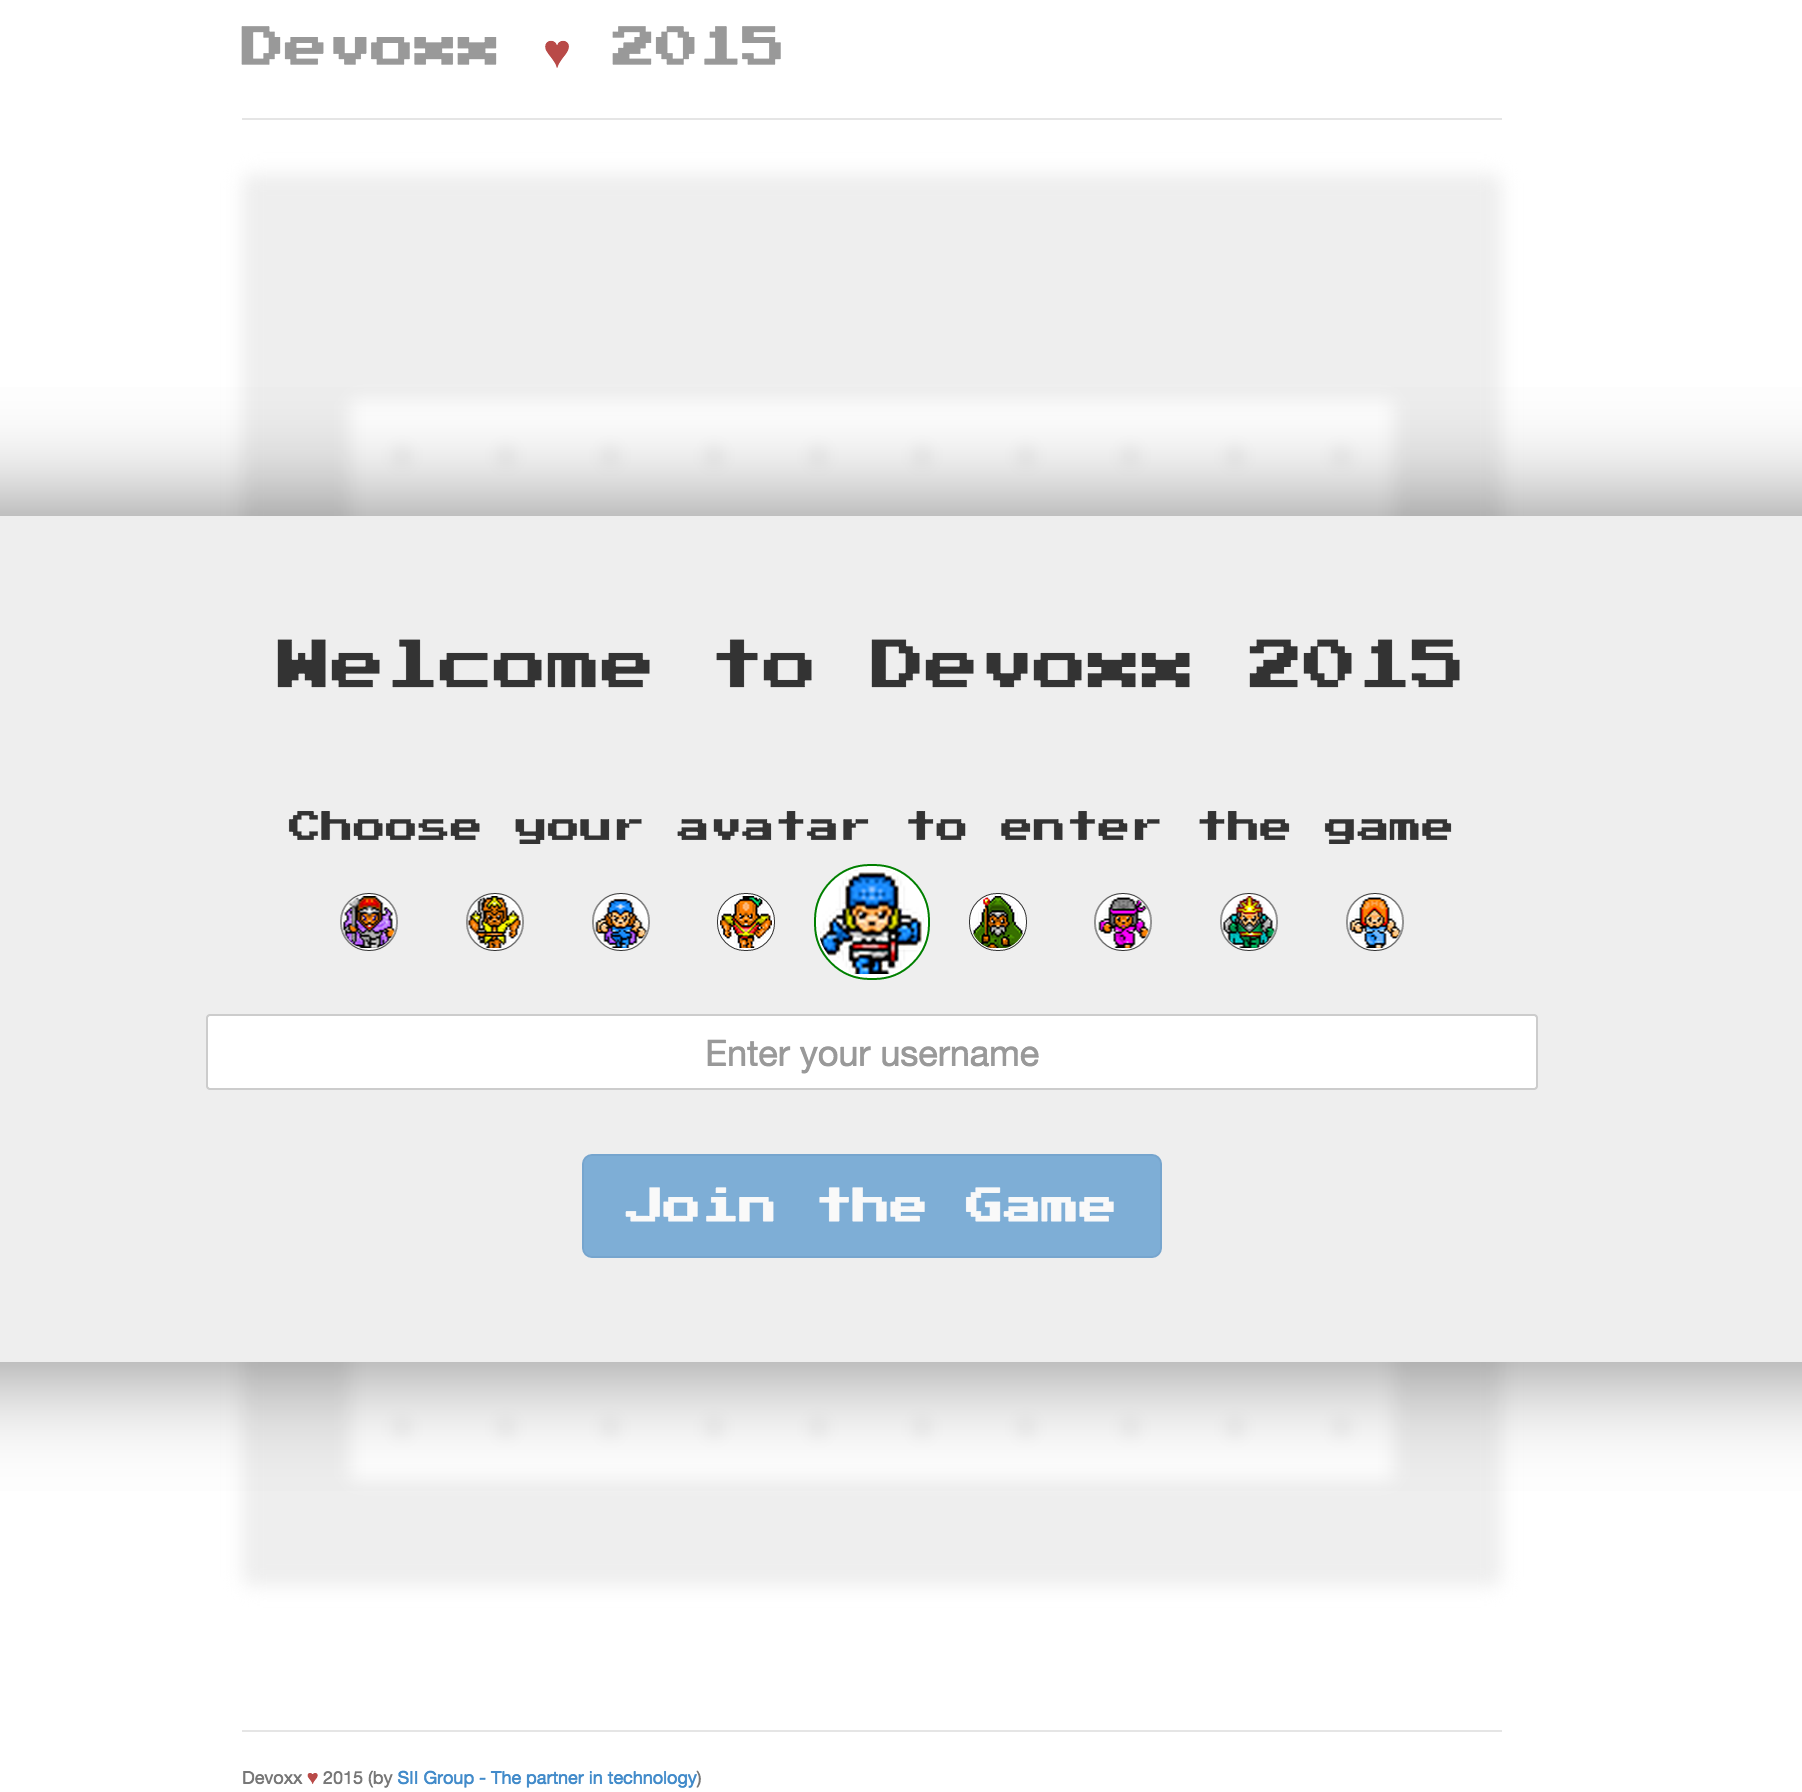 Devoxx ♥ 2015
Welcome to Devoxx 2015
Choose your avatar to enter the game
Enter your username
Join the Game
Devoxx ♥ 2015 (by SII Group - The partner in technology)